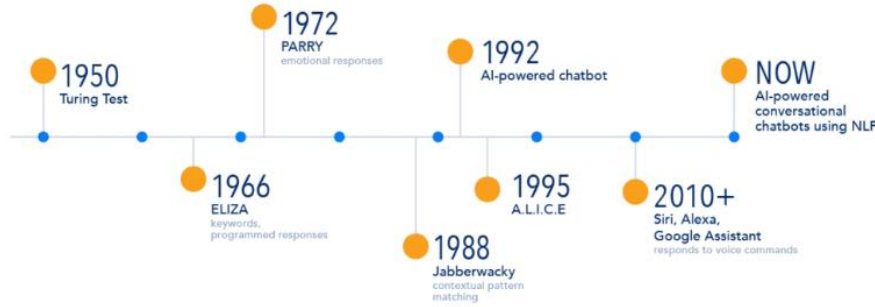 1950
Turing Test
1966
ELIZA
keywords,
programmed responses
1972
PARRY
emotional responses
1988
Jabberwacky
contextual pattern
matching
1992
AI-powered chatbot
1995
A.L.I.C.E
2010+
Siri, Alexa,
Google Assistant
responds to voice commands
NOW
AI-powered
conversational
chatbots using NLP